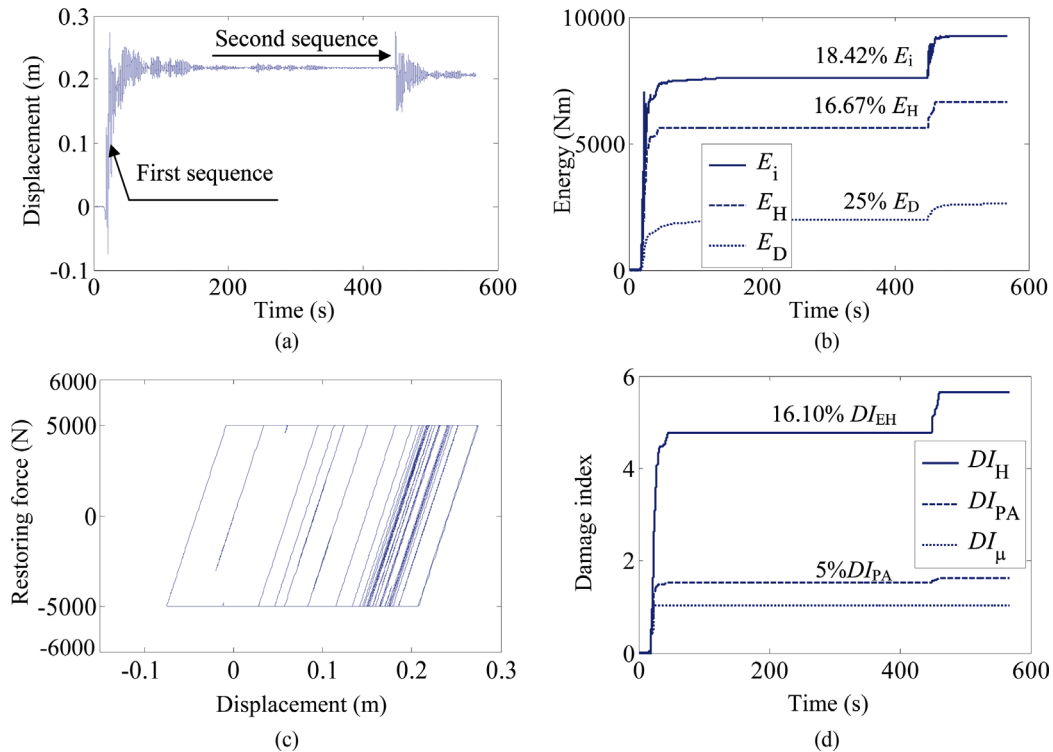 0.3
0.2
0.1
0
-0.1
Displacement (m)
Second sequence
First sequence
0
200
400
600
Time (s)
(a)
10000
5000
0
Energy (Nm)
18.42% Ei
16.67% EH
25% ED
Ei
EH
ED
0
200
400
600
Time (s)
(b)
6000
5000
0
-5000
-6000
Restoring force (N)
-0.1
0
0.1
0.2
0.3
Displacement (m)
(c)
6
4
2
0
Damage index
16.10% DIEH
5%DIPA
DIH
DIPA
DIμ
0
200
400
600
Time (s)
(d)